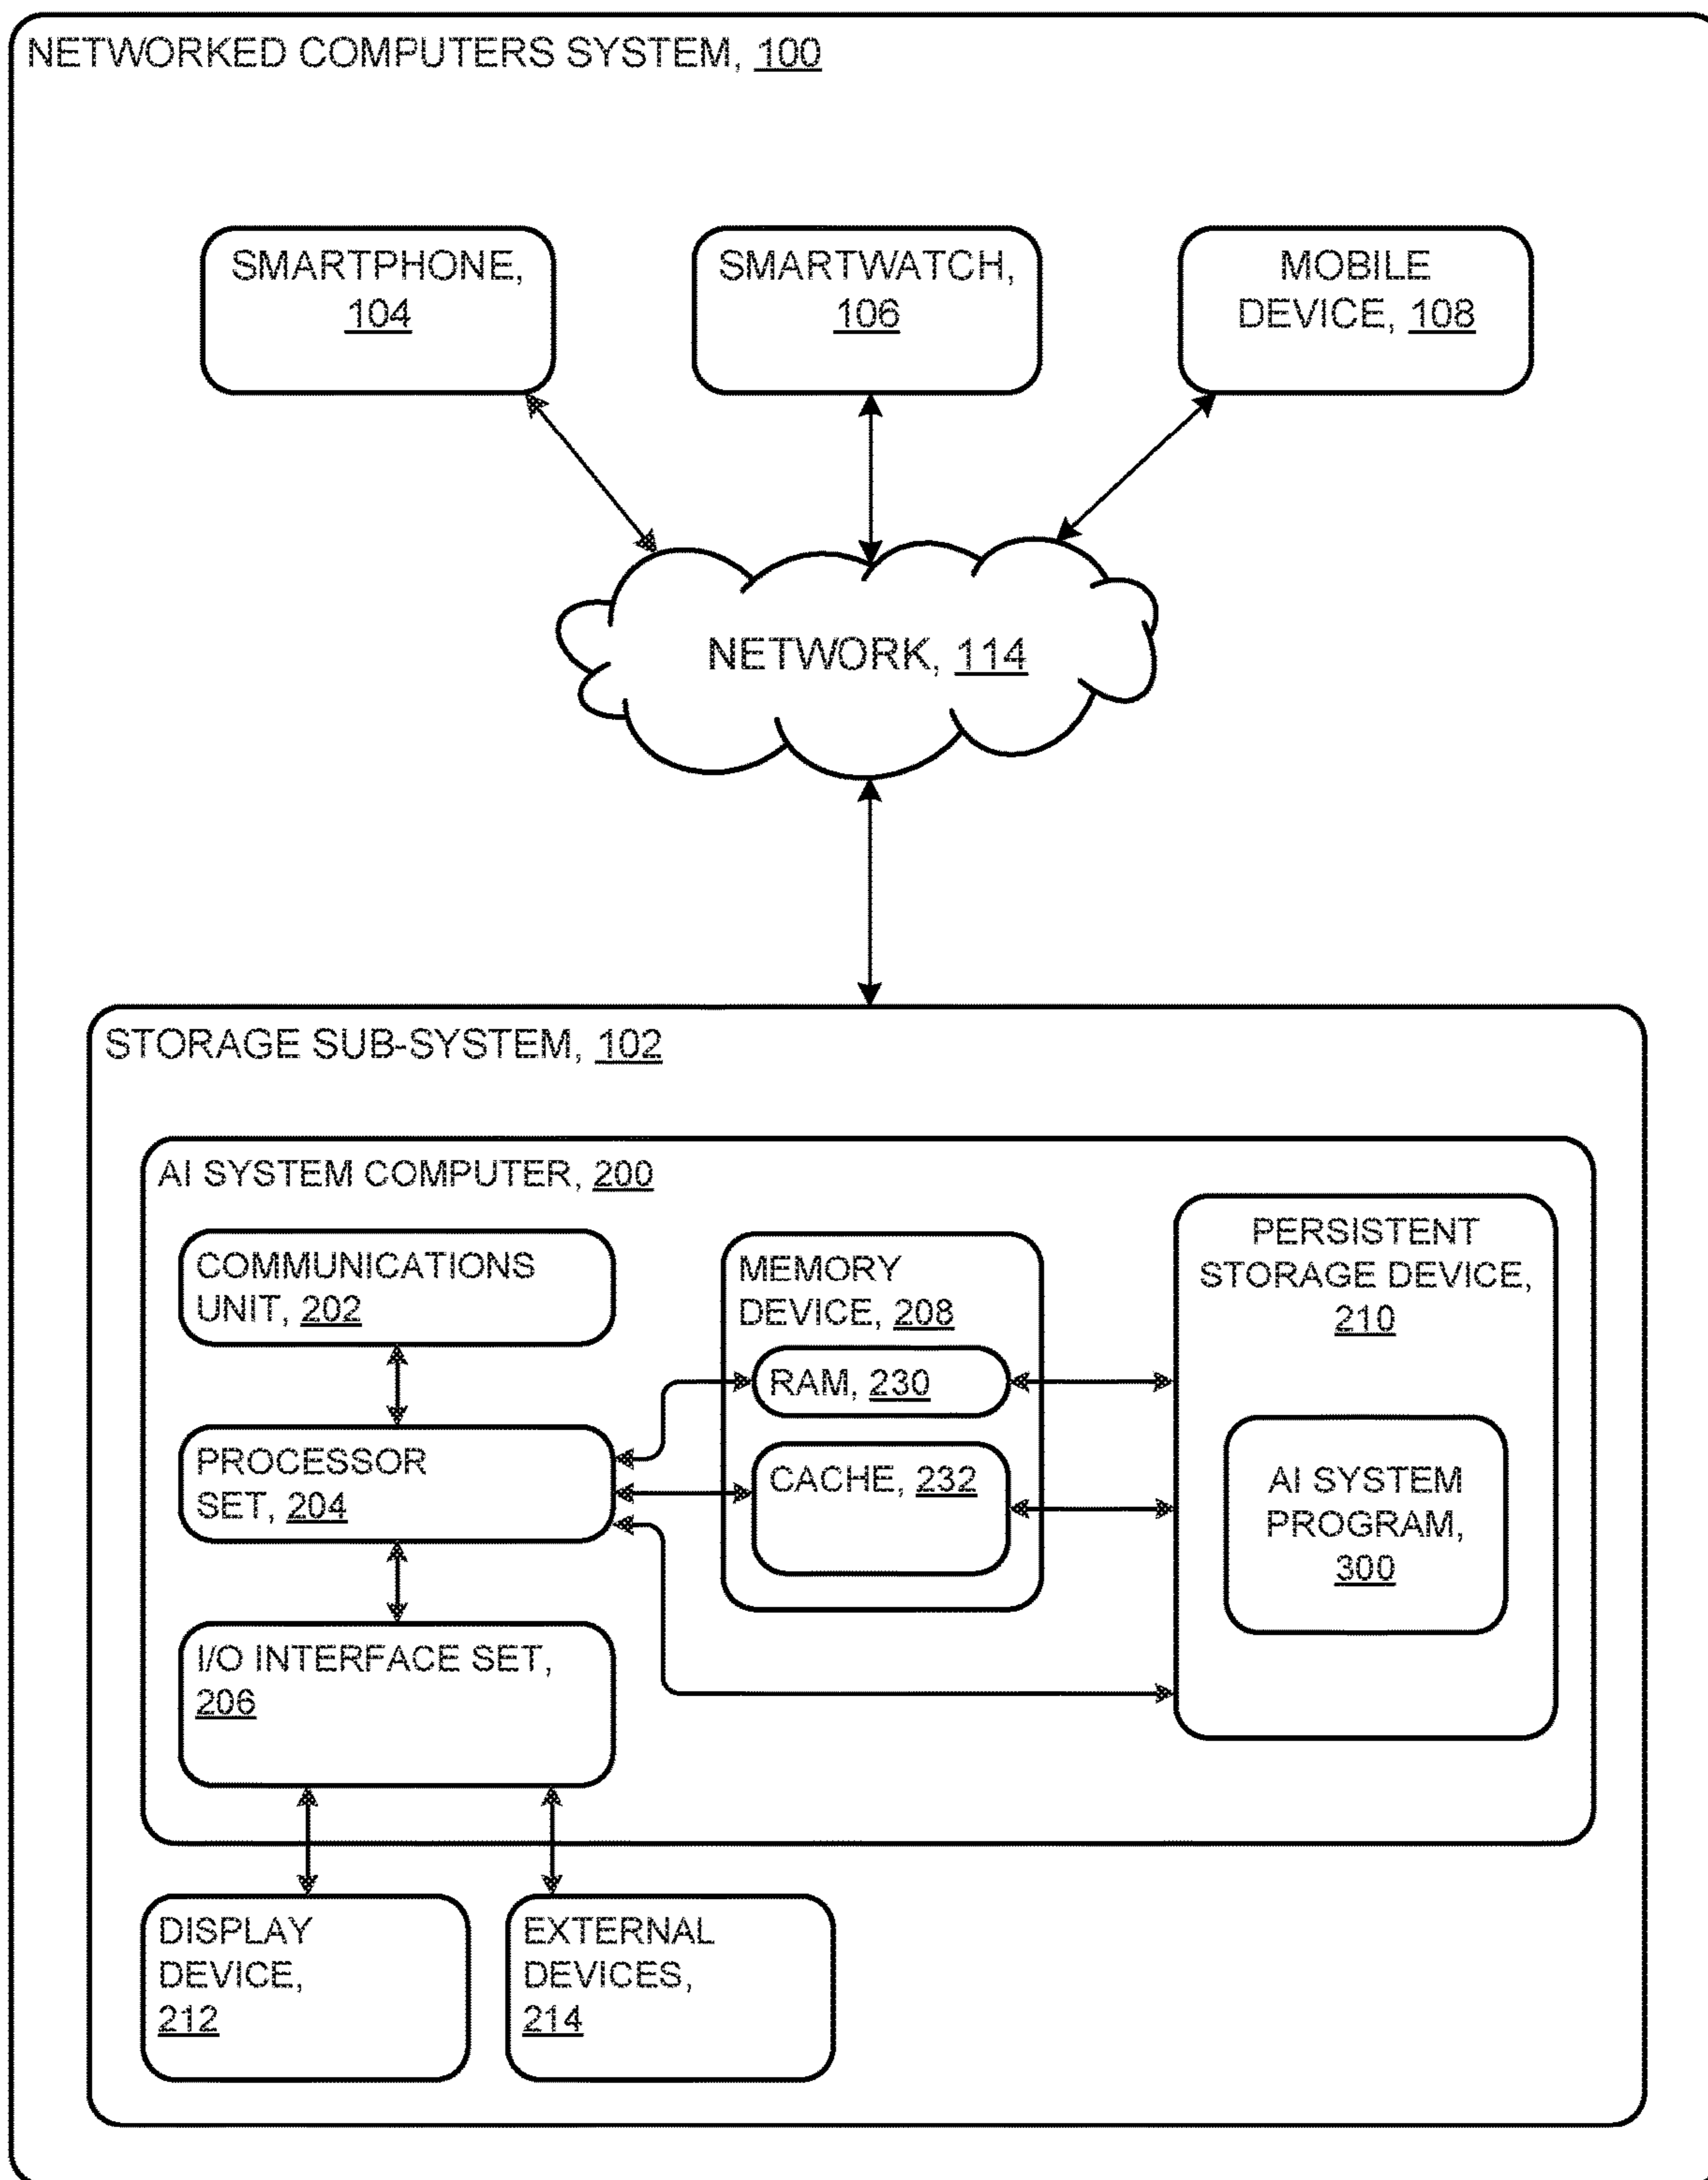 NETWORKED COMPUTERS SYSTEM, 100
SMARTPHONE,
104
SMARTWATCH,
106
MOBILE
DEVICE, 108
NETWORK, 114
STORAGE SUB-SYSTEM, 102
AI SYSTEM COMPUTER, 200
COMMUNICATIONS
UNIT, 202
PROCESSOR
SET, 204
I/O INTERFACE SET,
206
MEMORY
DEVICE, 208
RAM, 230
CACHE, 232
PERSISTENT
STORAGE DEVICE,
210
AI SYSTEM
PROGRAM,
300
DISPLAY
DEVICE,
212
EXTERNAL
DEVICES,
214